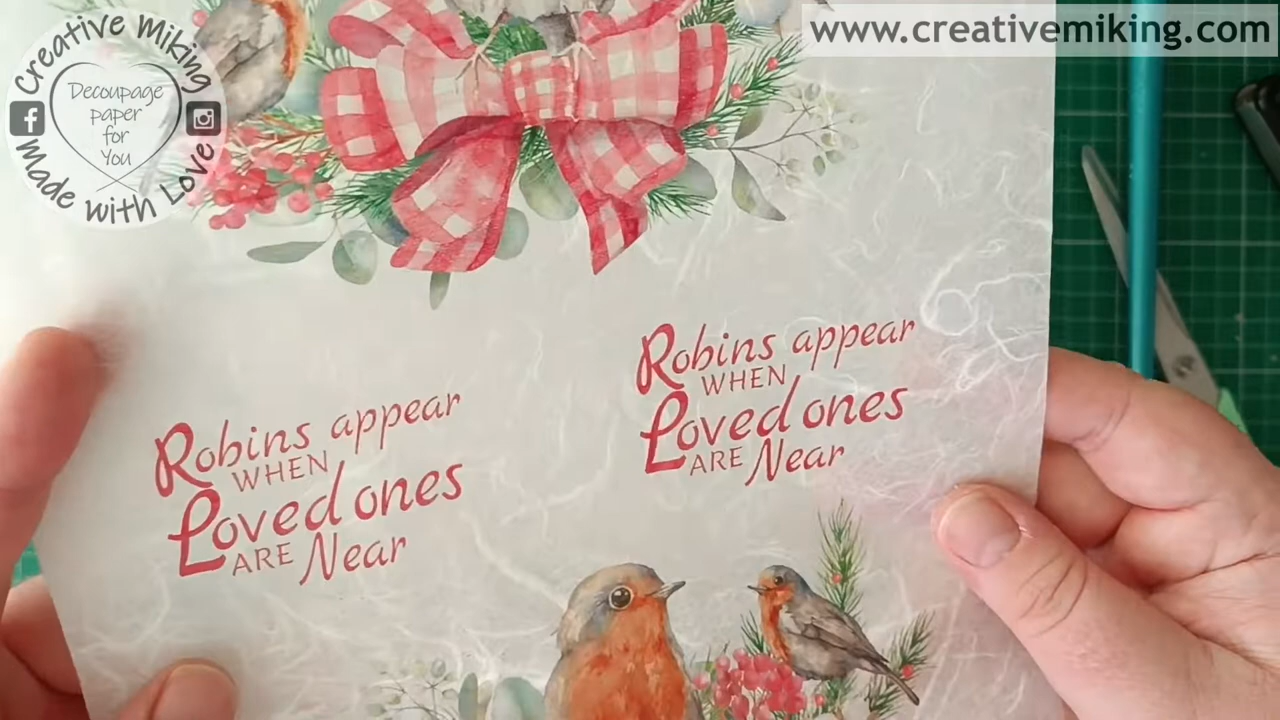 Creative Miking
Decoupage
paper
for
You
Made with Love
www.creativemiking.com
Robins appear
WHEN
Loved ones
ARE Near
Robins appear
WHEN
Loved ones
ARE Near